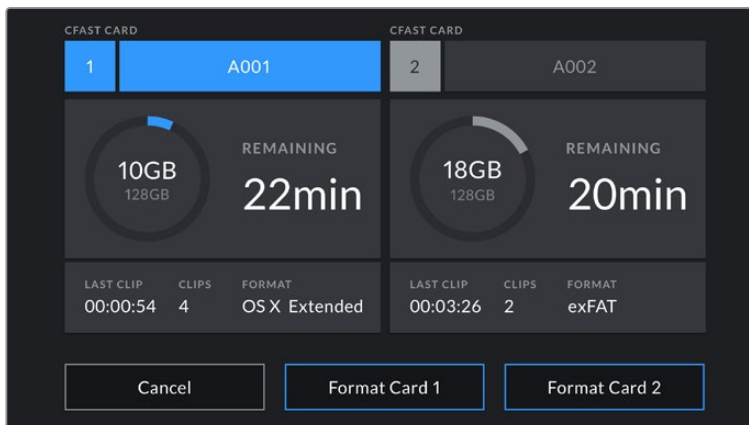 CFAST CARD
1 A001
10GB
128GB
REMAINING
22min
LAST CLIP CLIPS FORMAT
00:00:54 4 OS X Extended
CFAST CARD
2 A002
18GB
128GB
REMAINING
20min
LAST CLIP CLIPS FORMAT
00:03:26 2 exFAT
Cancel
Format Card 1
Format Card 2